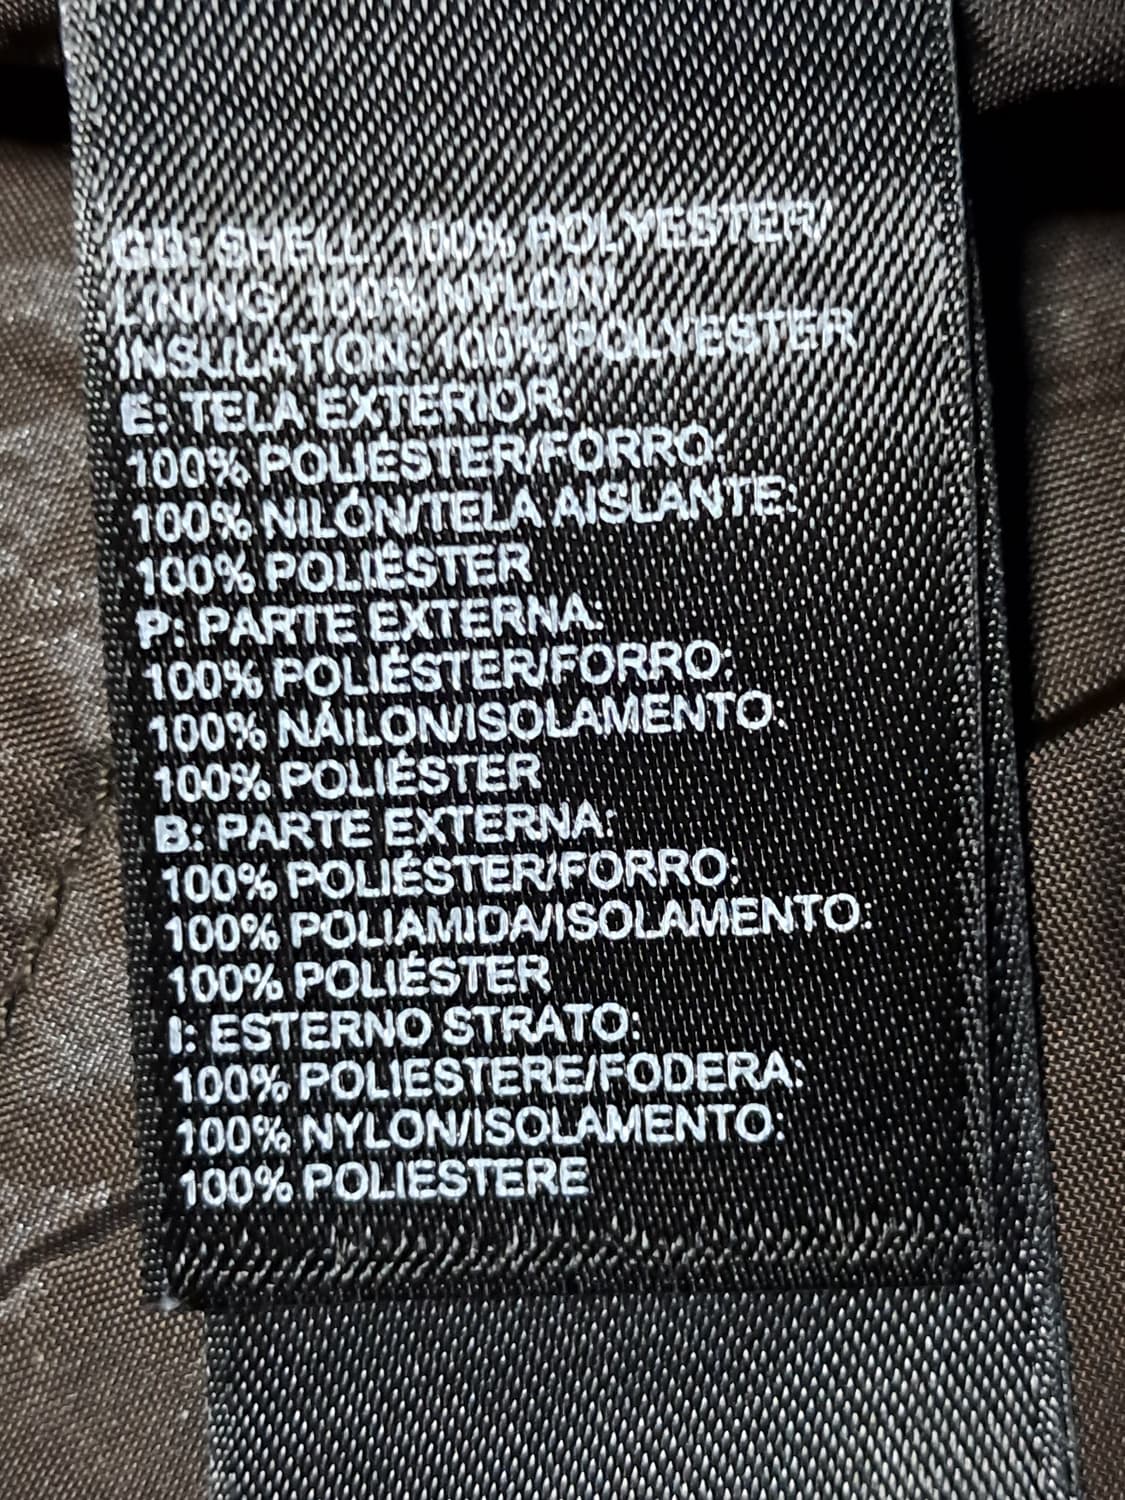 GB: SHELL: 100% POLYESTER/
LINING: 100% NYLON/
INSULATION: 100% POLYESTER
E: TELA EXTERIOR:
100% POLIÉSTER/FORRO:
100% NILÓN/TELA AISLANTE:
100% POLIÉSTER
P: PARTE EXTERNA:
100% POLIÉSTER/FORRO:
100% NÁILON/ISOLAMENTO:
100% POLIÉSTER
B: PARTE EXTERNA:
100% POLIÉSTER/FORRO:
100% POLIAMIDA/ISOLAMENTO:
100% POLIÉSTER
I: ESTERNO STRATO:
100% POLIESTERE/FODERA:
100% NYLON/ISOLAMENTO:
100% POLIESTERE